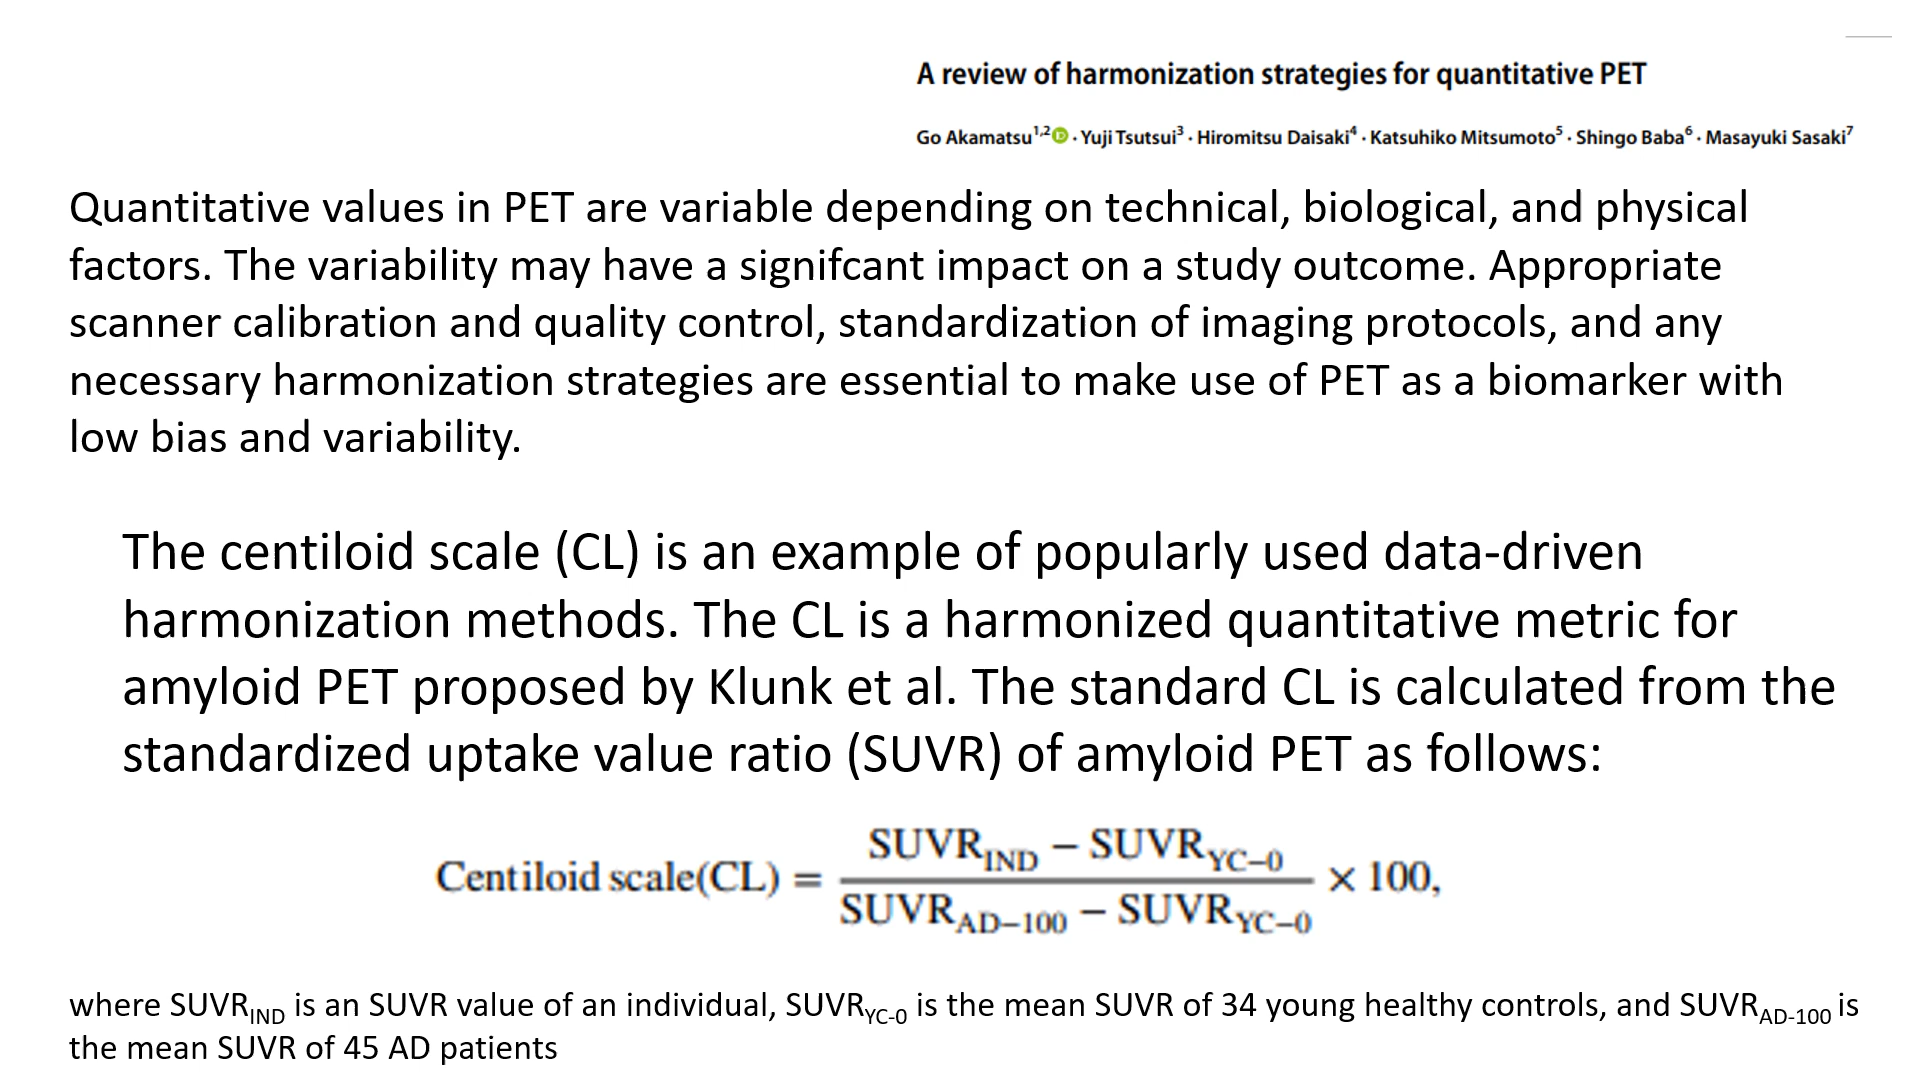 A review of harmonization strategies for quantitative PET
Go Akamatsu1,2 · Yuji Tsutsui3 · Hiromitsu Daisaki4 · Katsuhiko Mitsumoto5 · Shingo Baba6 · Masayuki Sasaki7
Quantitative values in PET are variable depending on technical, biological, and physical
factors. The variability may have a signifcant impact on a study outcome. Appropriate
scanner calibration and quality control, standardization of imaging protocols, and any
necessary harmonization strategies are essential to make use of PET as a biomarker with
low bias and variability.
The centiloid scale (CL) is an example of popularly used data-driven
harmonization methods. The CL is a harmonized quantitative metric for
amyloid PET proposed by Klunk et al. The standard CL is calculated from the
standardized uptake value ratio (SUVR) of amyloid PET as follows:
SUVR_IND − SUVR_YC−0
Centiloid scale(CL) = × 100,
SUVR_AD−100 − SUVR_YC−0
where SUVR_IND is an SUVR value of an individual, SUVR_YC-0 is the mean SUVR of 34 young healthy controls, and SUVR_AD-100 is
the mean SUVR of 45 AD patients